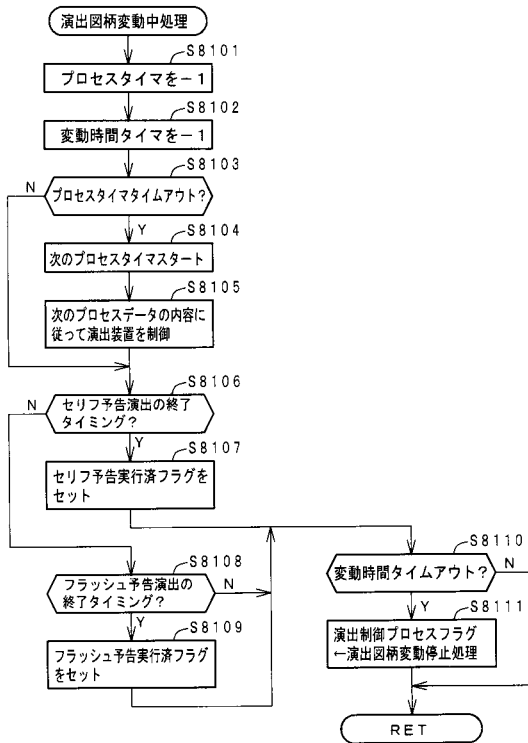 演出図柄変動中処理
S8101
プロセスタイマを－1
S8102
変動時間タイマを－1
S8103
プロセスタイマタイムアウト？
N
Y
S8104
次のプロセスタイマスタート
S8105
次のプロセスデータの内容に
従って演出装置を制御
S8106
セリフ予告演出の終了
タイミング？
N
Y
S8107
セリフ予告実行済フラグを
セット
S8108
フラッシュ予告演出の
終了タイミング？
N
Y
S8109
フラッシュ予告実行済フラグ
をセット
S8110
変動時間タイムアウト？
N
Y
S8111
演出制御プロセスフラグ
←演出図柄変動停止処理
RET